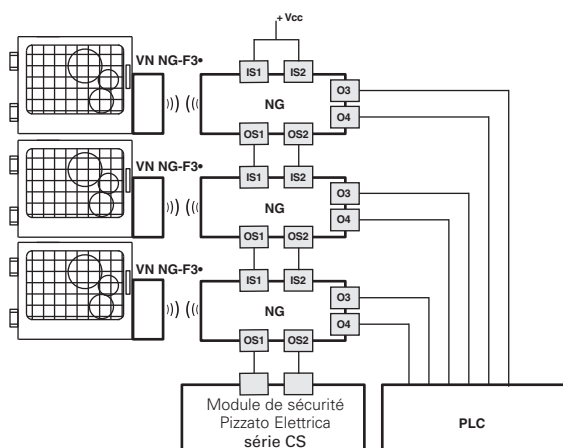 + Vcc
VN NG-F3•
IS1 IS2
NG
O3
O4
OS1 OS2
VN NG-F3•
IS1 IS2
NG
O3
O4
OS1 OS2
VN NG-F3•
IS1 IS2
NG
O3
O4
OS1 OS2
Module de sécurité
Pizzato Elettrica
série CS
PLC